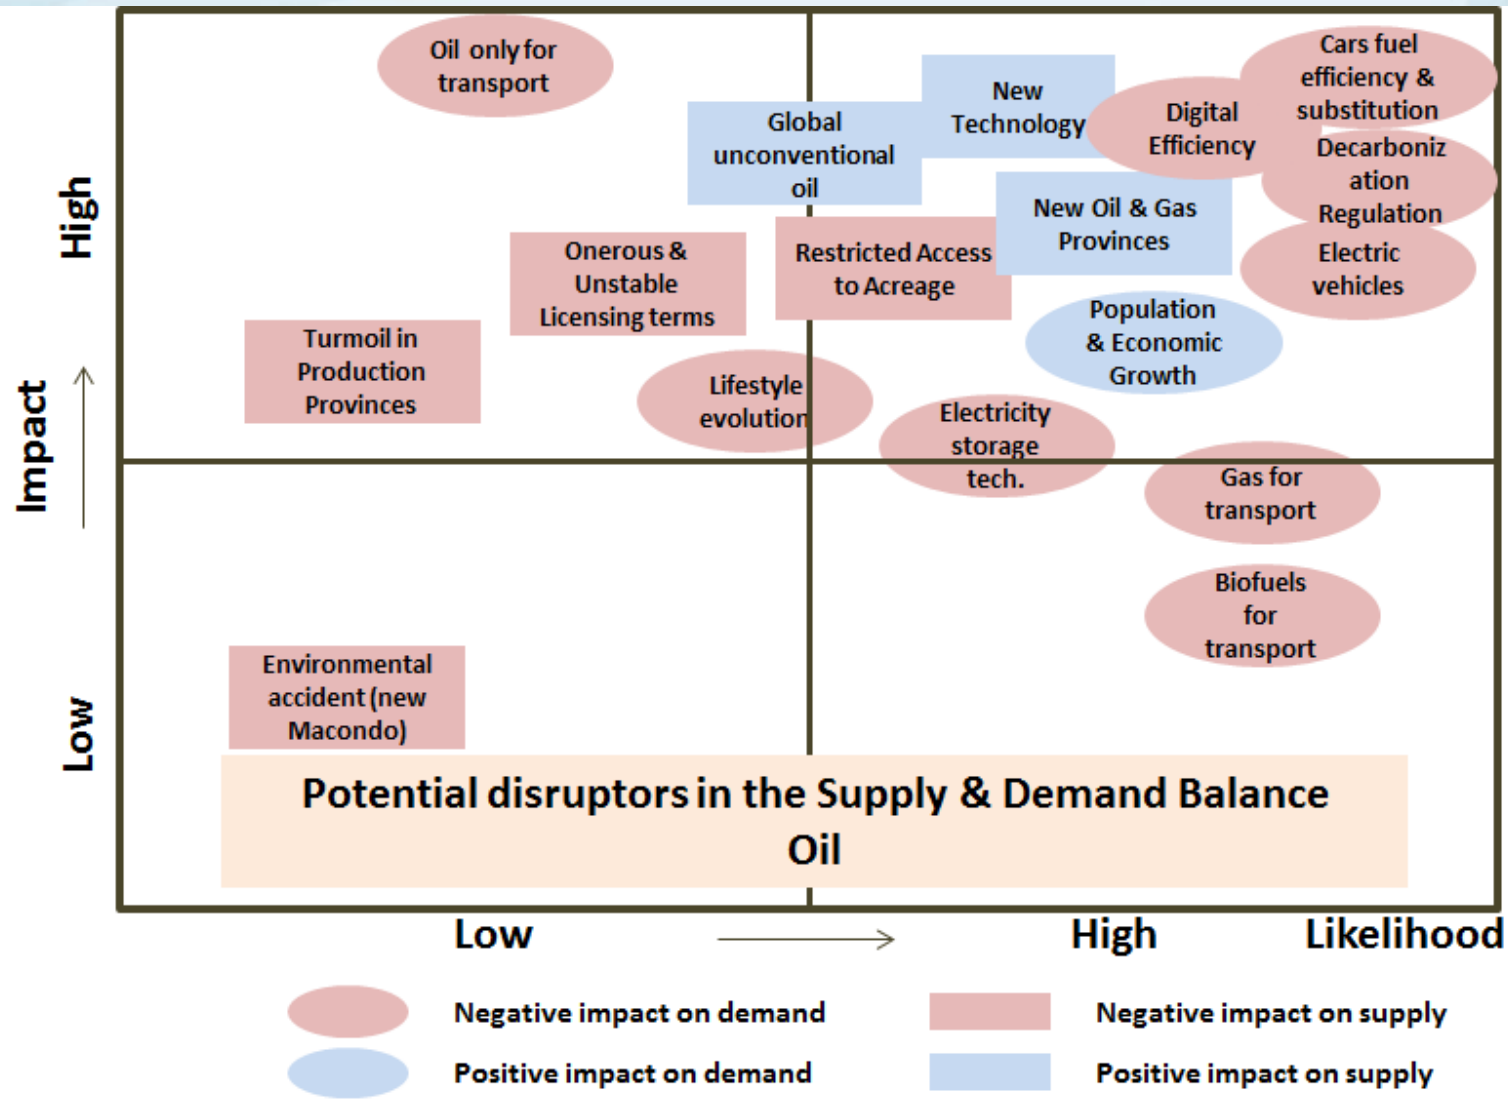 Oil only for
transport
Cars fuel
efficiency &
substitution
New
Technology
Digital
Efficiency
Global
unconventional
oil
Decarboniz
ation
Regulation
New Oil & Gas
Provinces
Onerous &
Unstable
Licensing terms
Restricted Access
to Acreage
Electric
vehicles
Population
& Economic
Growth
Turmoil in
Production
Provinces
Lifestyle
evolution
Electricity
storage
tech.
Gas for
transport
Biofuels
for
transport
Environmental
accident (new
Macondo)
High
Impact
Low
Potential disruptors in the Supply & Demand Balance
Oil
Low
High
Likelihood
Negative impact on demand
Negative impact on supply
Positive impact on demand
Positive impact on supply